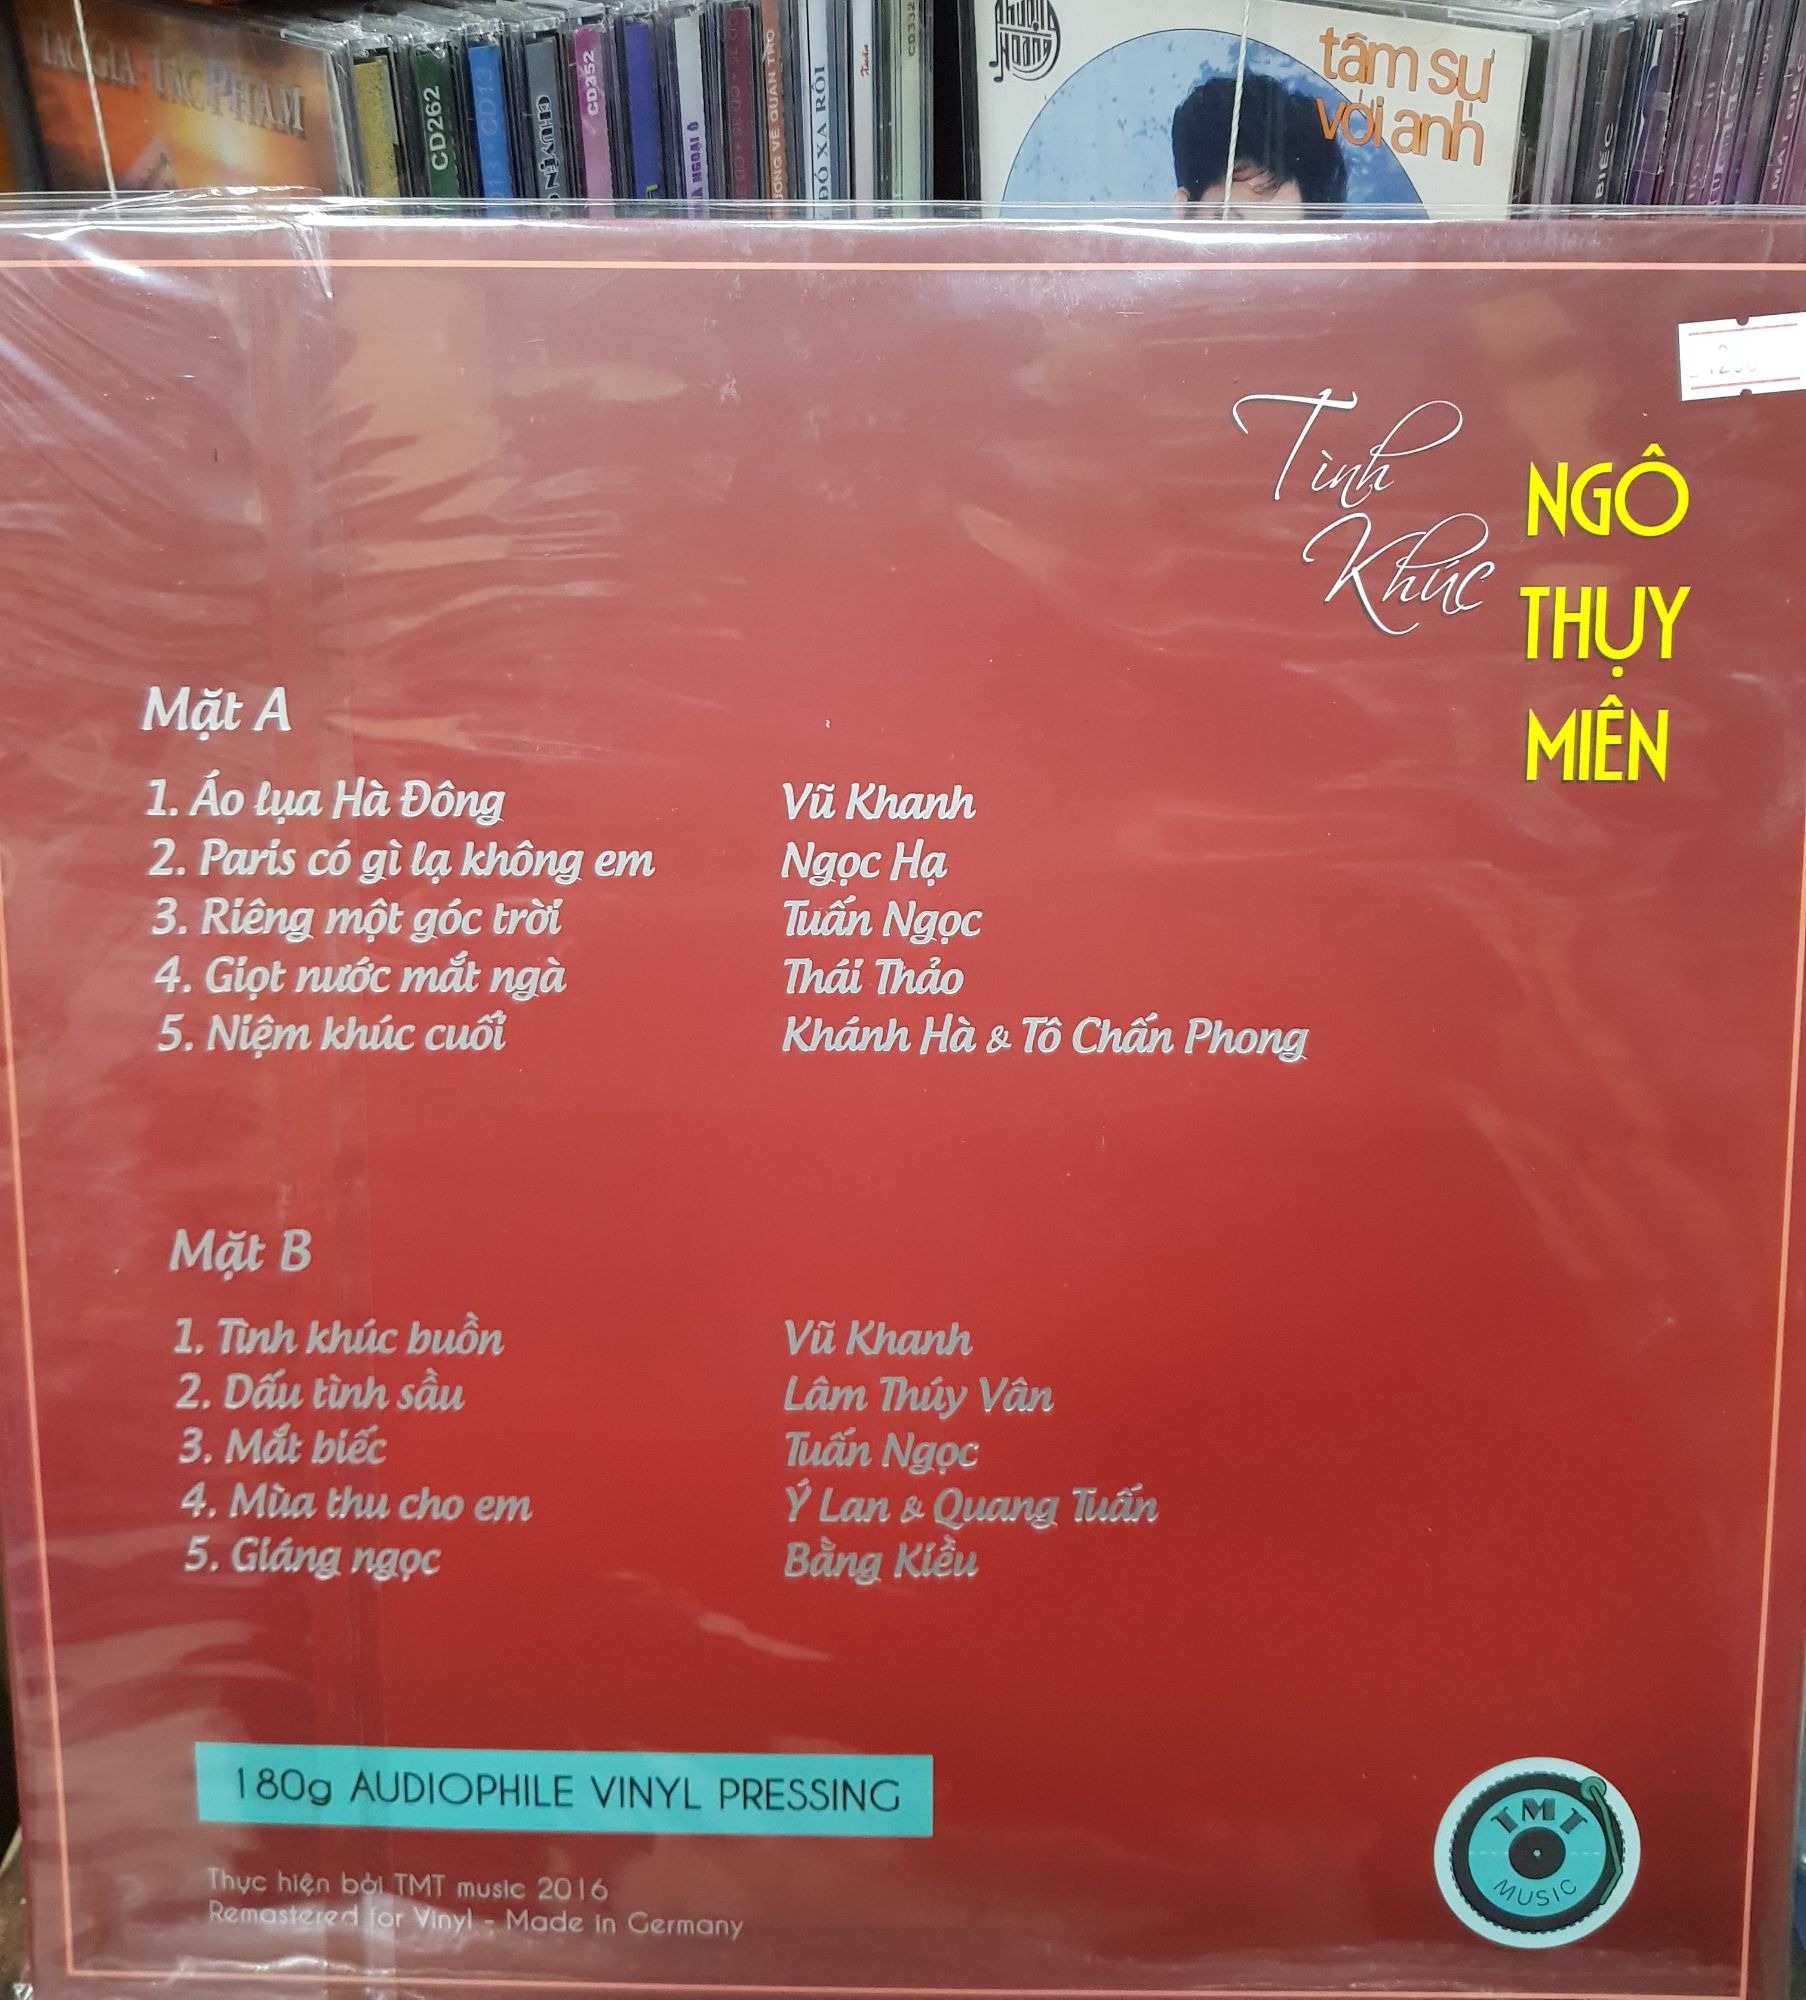 TÁC GIẢ TÁC PHẨM
CD262
CD13
CD352
ĐÔ XA RỒI
CD332
PHƯỢNG HOÀNG
tâm sự
với anh
BIẾC
Tình
Khúc
NGÔ
THỤY
MIÊN
Mặt A
1. Áo lụa Hà Đông Vũ Khanh
2. Paris có gì lạ không em Ngọc Hạ
3. Riêng một góc trời Tuấn Ngọc
4. Giọt nước mắt ngà Thái Thảo
5. Niệm khúc cuối Khánh Hà & Tô Chấn Phong
Mặt B
1. Tình khúc buồn Vũ Khanh
2. Dấu tình sầu Lâm Thúy Vân
3. Mắt biếc Tuấn Ngọc
4. Mùa thu cho em Ý Lan & Quang Tuấn
5. Giáng ngọc Bằng Kiều
180g AUDIOPHILE VINYL PRESSING
Thực hiện bởi TMT music 2016
Remastered for Vinyl - Made in Germany
TMT
MUSIC